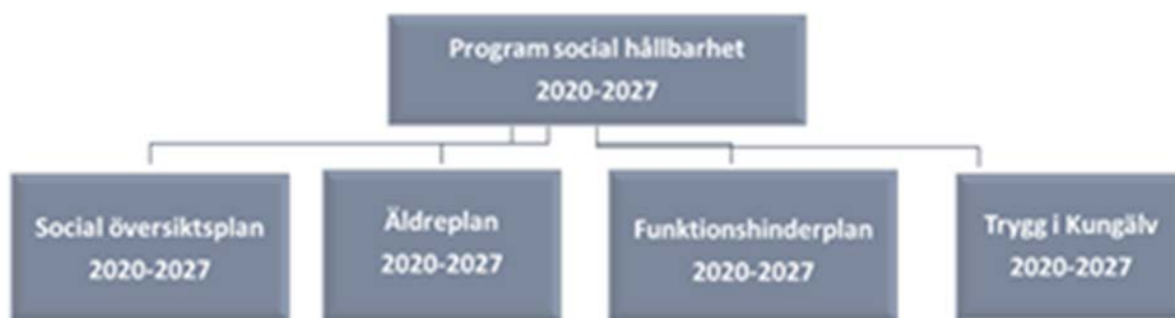 Program social hållbarhet
2020-2027
Social översiktsplan
2020-2027
Äldreplan
2020-2027
Funktionshinderplan
2020-2027
Trygg i Kungälv
2020-2027